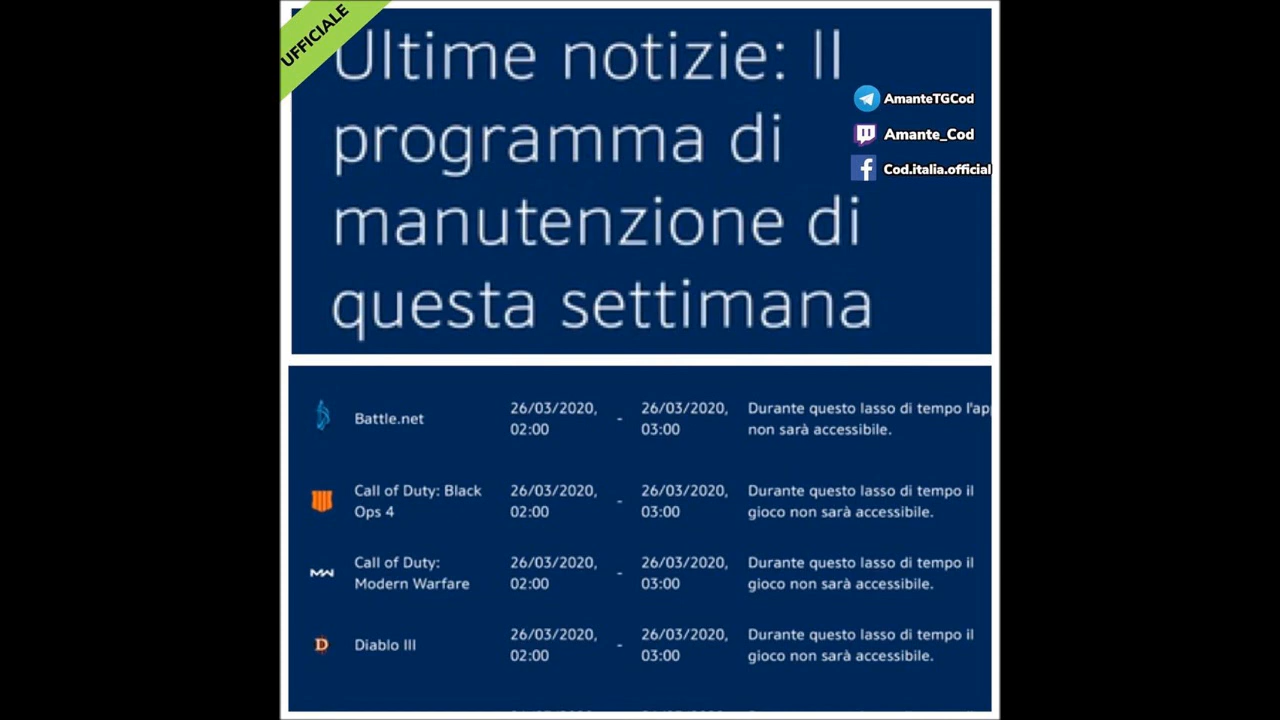 UFFICIALE
Ultime notizie: Il
programma di
manutenzione di
questa settimana
AmanteTGCod
Amante_Cod
Cod.italia.official
Battle.net
26/03/2020,
02:00
-
26/03/2020,
03:00
Durante questo lasso di tempo l'ap
non sarà accessibile.
Call of Duty: Black
Ops 4
26/03/2020,
02:00
-
26/03/2020,
03:00
Durante questo lasso di tempo il
gioco non sarà accessibile.
Call of Duty:
Modern Warfare
26/03/2020,
02:00
-
26/03/2020,
03:00
Durante questo lasso di tempo il
gioco non sarà accessibile.
Diablo III
26/03/2020,
02:00
-
26/03/2020,
03:00
Durante questo lasso di tempo il
gioco non sarà accessibile.